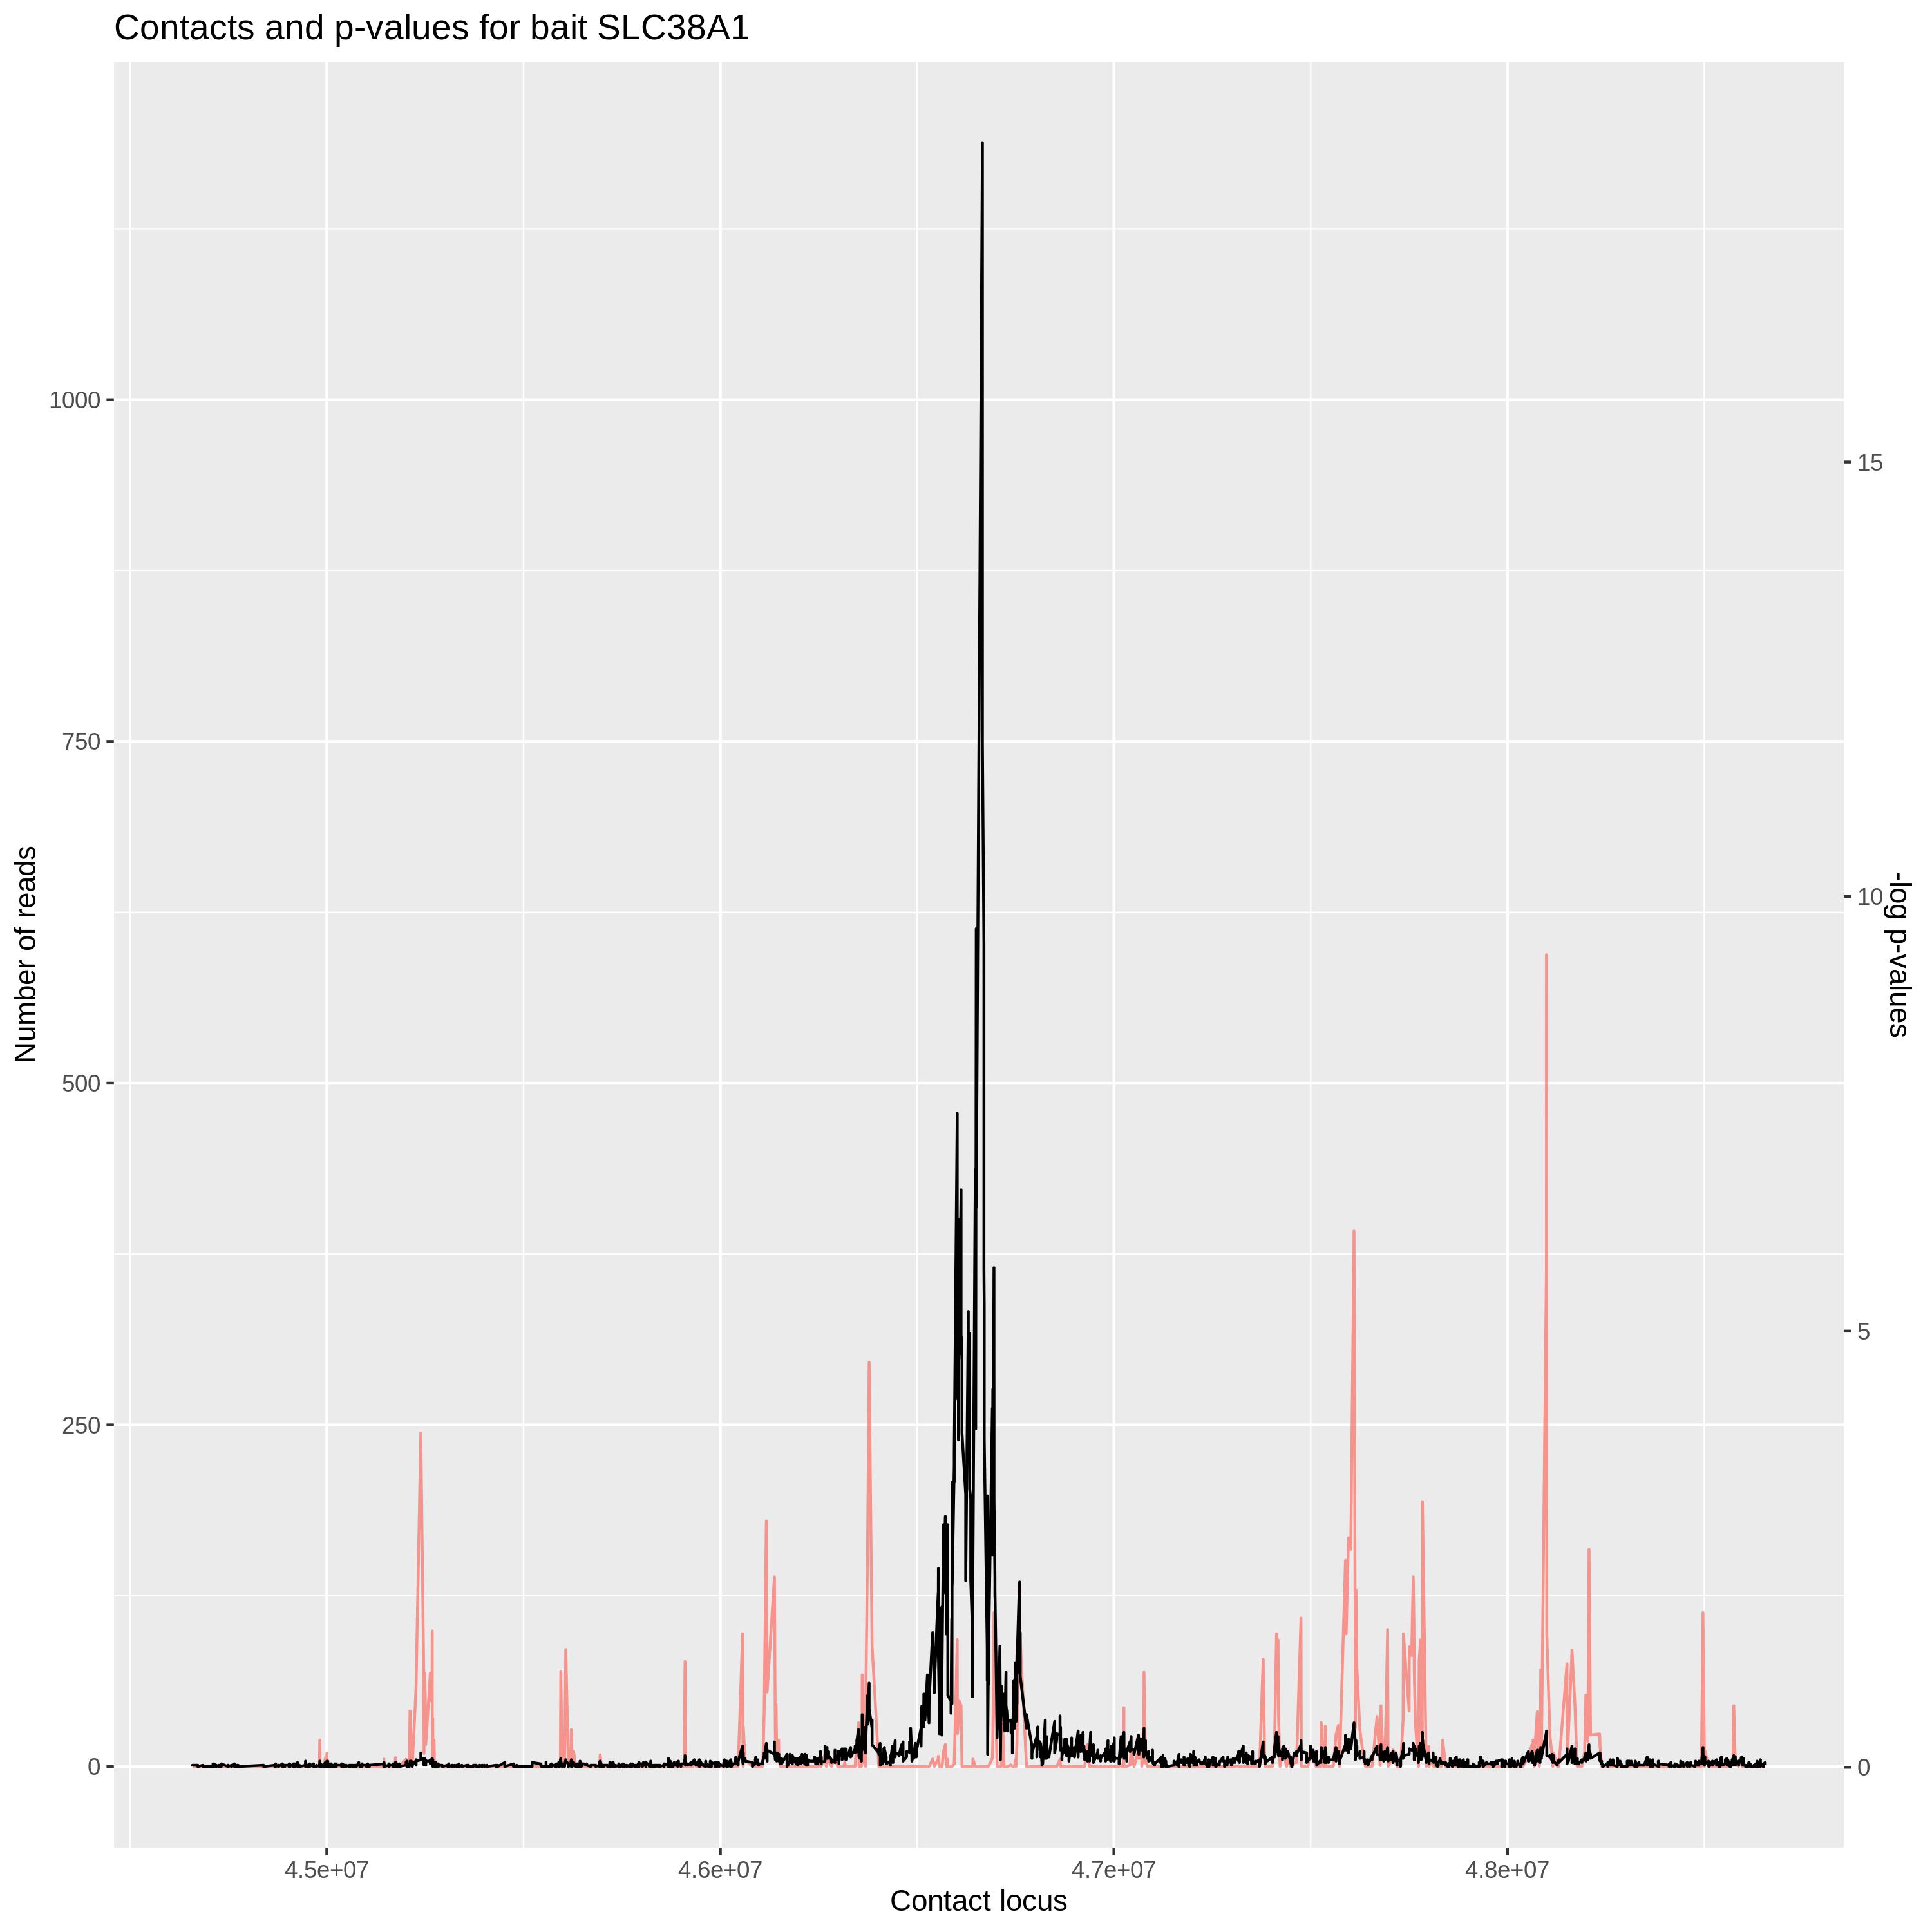 Contacts and p-values for bait SLC38A1
1000
750
500
250
0
Number of reads
15
10
5
0
-log p-values
4.5e+07
4.6e+07
4.7e+07
4.8e+07
Contact locus